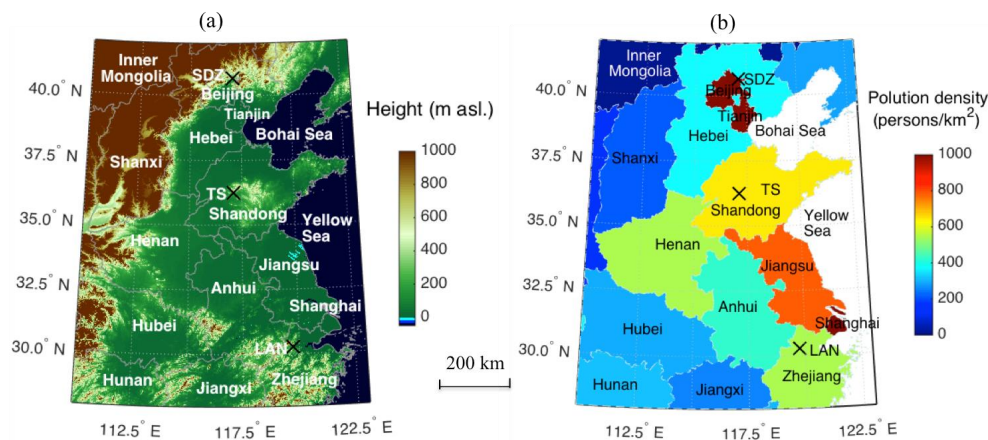 (a)
Inner
Mongolia
SDZ
Beijing
Tianjin
Hebei
Bohai Sea
Shanxi
TS
Shandong
Yellow
Sea
Henan
Jiangsu
Anhui
Shanghai
Hubei
LAN
Hunan
Jiangxi
Zhejiang
40.0° N
37.5° N
35.0° N
32.5° N
30.0° N
112.5° E
117.5° E
122.5° E
Height (m asl.)
1000
800
600
400
200
0
200 km
(b)
Inner
Mongolia
SDZ
Beijing
Tianjin
Hebei
Bohai Sea
Shanxi
TS
Shandong
Yellow
Sea
Henan
Jiangsu
Anhui
Shanghai
Hubei
LAN
Zhejiang
Hunan
Jiangxi
40.0° N
37.5° N
35.0° N
32.5° N
30.0° N
112.5° E
117.5° E
122.5° E
Polution density
(persons/km²)
1000
800
600
400
200
0